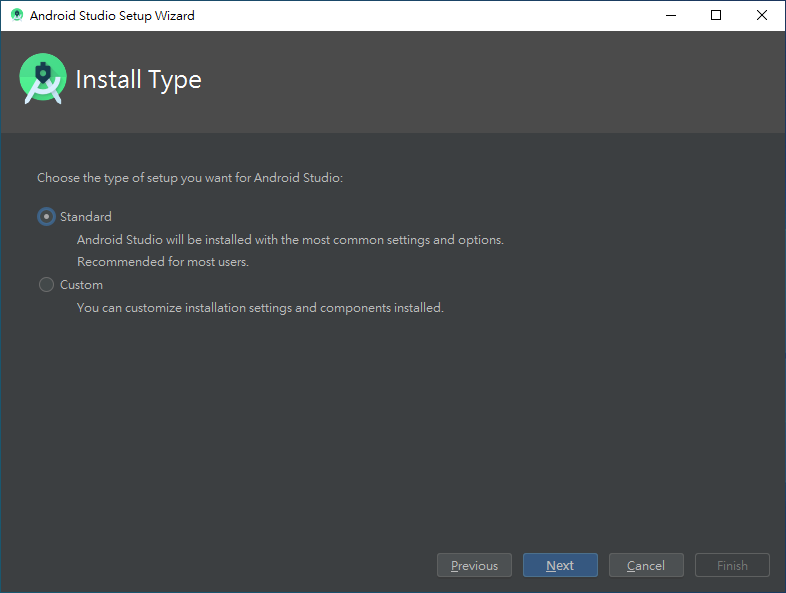 Android Studio Setup Wizard
Install Type
Choose the type of setup you want for Android Studio:
Standard
Android Studio will be installed with the most common settings and options.
Recommended for most users.
Custom
You can customize installation settings and components installed.
Previous Next Cancel Finish